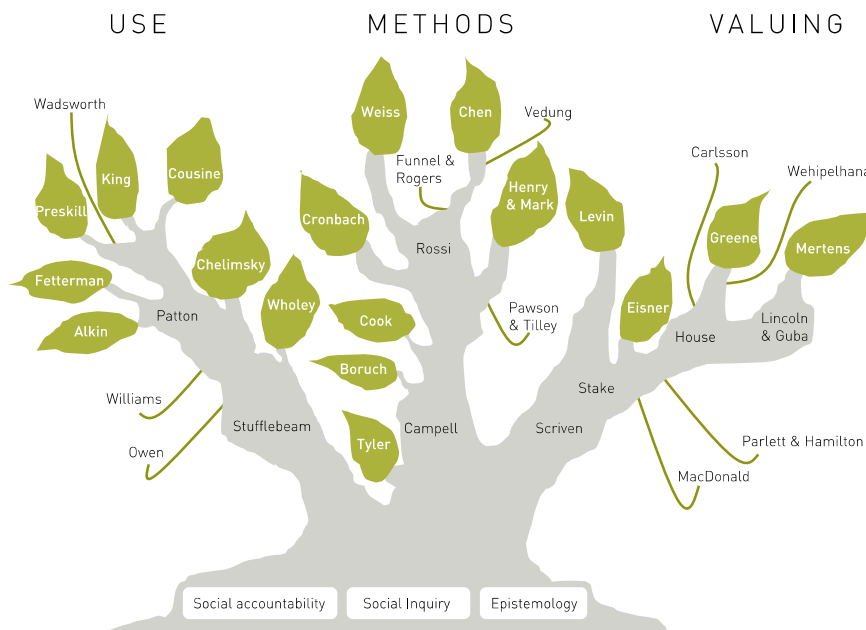 USE
METHODS
VALUING
Wadsworth
King
Cousine
Preskill
Fetterman
Alkin
Patton
Chelimsky
Wholey
Williams
Owen
Stufflebeam
Weiss
Chen
Vedung
Funnel &
Rogers
Henry
& Mark
Cronbach
Rossi
Cook
Pawson
& Tilley
Boruch
Tyler
Campell
Levin
Carlsson
Wehipelhana
Greene
Mertens
Eisner
House
Lincoln
& Guba
Stake
Scriven
Parlett & Hamilton
MacDonald
Social accountability
Social Inquiry
Epistemology